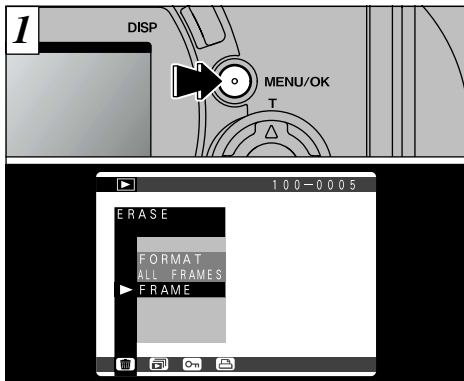 1
DISP
MENU/OK
T
100-0005
ERASE
FORMAT
ALL FRAMES
FRAME